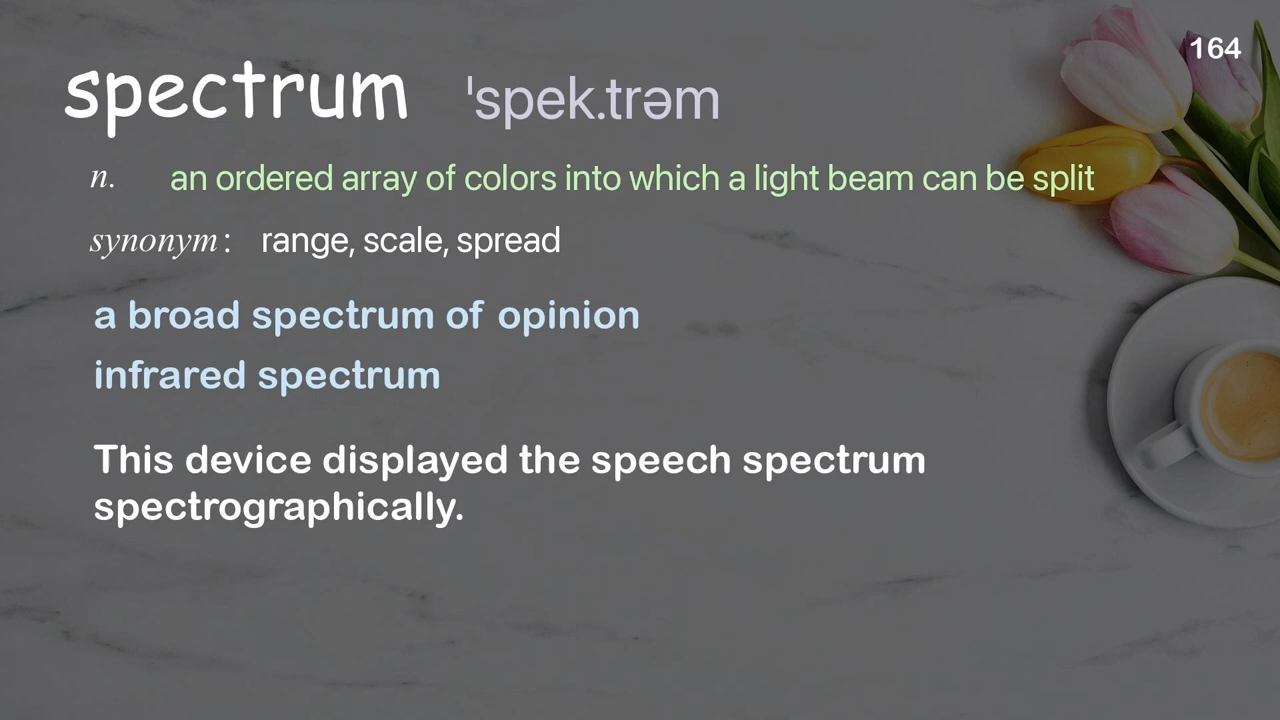 164
spectrum ˈspek.trəm
n. an ordered array of colors into which a light beam can be split
synonym: range, scale, spread
a broad spectrum of opinion
infrared spectrum
This device displayed the speech spectrum
spectrographically.